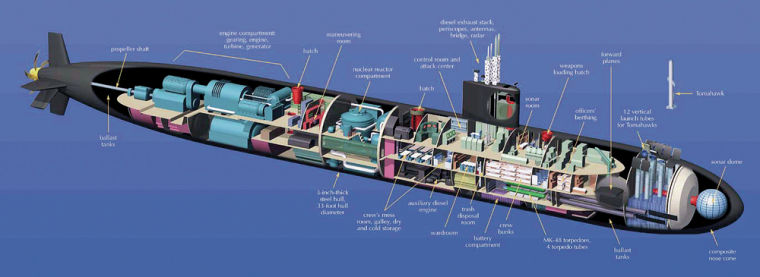 propeller shaft
engine compartment:
gearing, engine,
turbine, generator
hatch
maneuvering
room
nuclear reactor
compartment
diesel exhaust stack,
periscopes, antennas,
bridge, radar
control room and
attack center
hatch
sonar
room
weapons
loading hatch
forward
planes
officers'
berthing
Tomahawk
12 vertical
launch tubes
for Tomahawks
sonar dome
ballast
tanks
3-inch-thick
steel hull,
33-foot hull
diameter
crew's mess
room, galley, dry
and cold storage
auxiliary diesel
engine
wardroom
trash
disposal
room
battery
compartment
crew
bunks
MK-48 torpedoes,
4 torpedo tubes
ballast
tanks
composite
nose cone